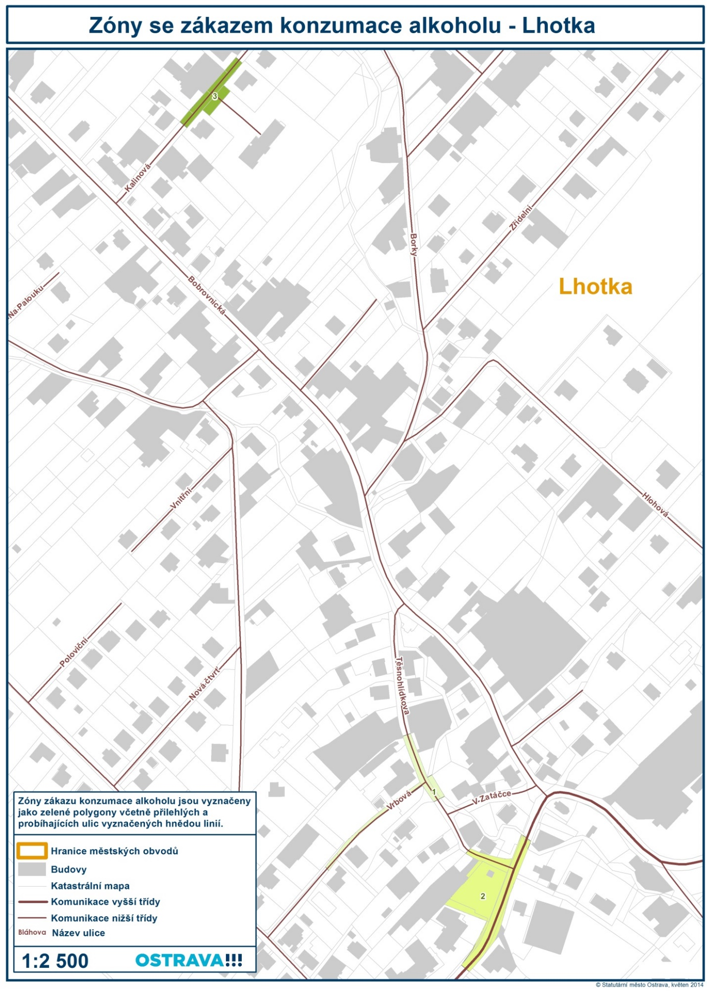 Zóny se zákazem konzumace alkoholu - Lhotka
3
Kalinová
Borky
Zřídelní
Lhotka
Bobrovnická
Na Palouku
Vnitřní
Hlohová
Poloviční
Nová čtvrť
Těsnohlídkova
1
Vrbová
V Zatáčce
2
Zóny zákazu konzumace alkoholu jsou vyznačeny
jako zelené polygony včetně přilehlých a
probíhajících ulic vyznačených hnědou linií.
Hranice městských obvodů
Budovy
Katastrální mapa
Komunikace vyšší třídy
Komunikace nižší třídy
Bláhova Název ulice
1:2 500 OSTRAVA!!!
© Statutární město Ostrava, květen 2014